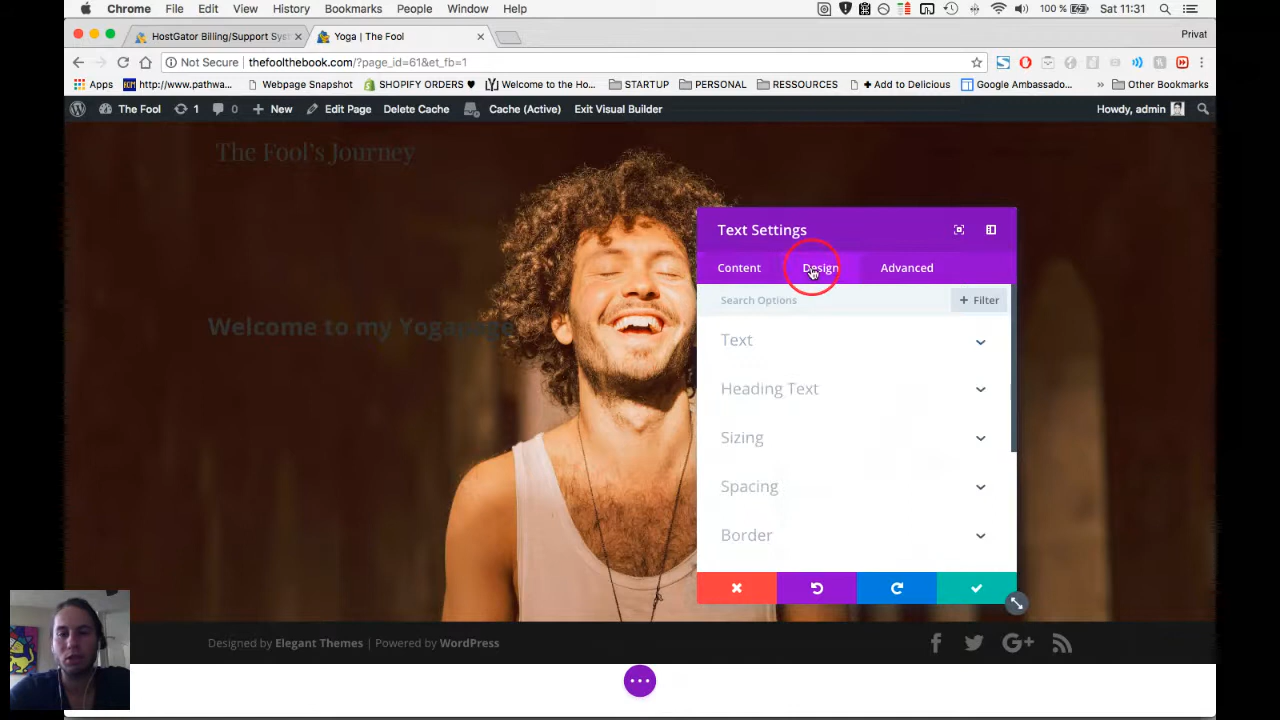 Chrome File Edit View History Bookmarks People Window Help 100 % Sat 11:31
HostGator Billing/Support Sys Yoga | The Fool Privat
Not Secure thefoolthebook.com/?page_id=61&et_fb=1
Apps http://www.pathwa... Webpage Snapshot SHOPIFY ORDERS ♥ Welcome to the Ho... STARTUP PERSONAL RESSOURCES + Add to Delicious Google Ambassado... » Other Bookmarks
The Fool 1 0 New Edit Page Delete Cache Cache (Active) Exit Visual Builder Howdy, admin
The Fool's Journey
Text Settings
Content Design Advanced
Search Options + Filter
Welcome to my Yogapage
Text
Heading Text
Sizing
Spacing
Border
Designed by Elegant Themes | Powered by WordPress